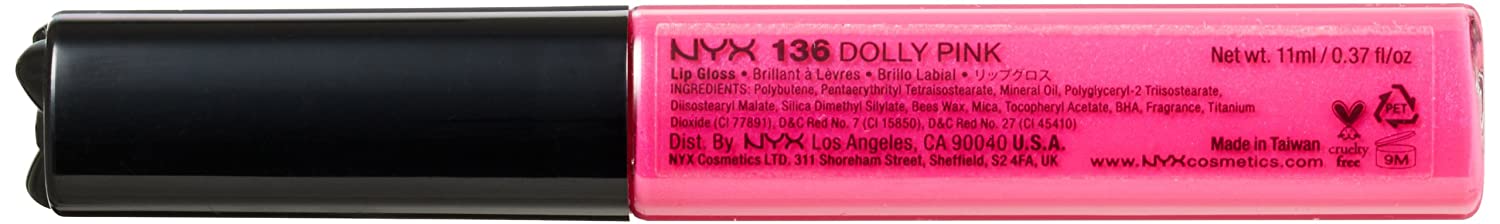 NYX 136 DOLLY PINK
Net wt. 11ml / 0.37 fl/oz
Lip Gloss • Brillant à Lèvres • Brillo Labial • リップグロス
INGREDIENTS: Polybutene, Pentaerythrityl Tetraisostearate, Mineral Oil, Polyglyceryl-2 Triisostearate,
Diisostearyl Malate, Silica Dimethyl Silylate, Bees Wax, Mica, Tocopheryl Acetate, BHA, Fragrance, Titanium
Dioxide (CI 77891), D&C Red No. 7 (CI 15850), D&C Red No. 27 (CI 45410)
Dist. By NYX Los Angeles, CA 90040 U.S.A.
NYX Cosmetics LTD. 311 Shoreham Street, Sheffield, S2 4FA, UK
Made in Taiwan
www.NYXcosmetics.com
cruelty
free
PET
9M